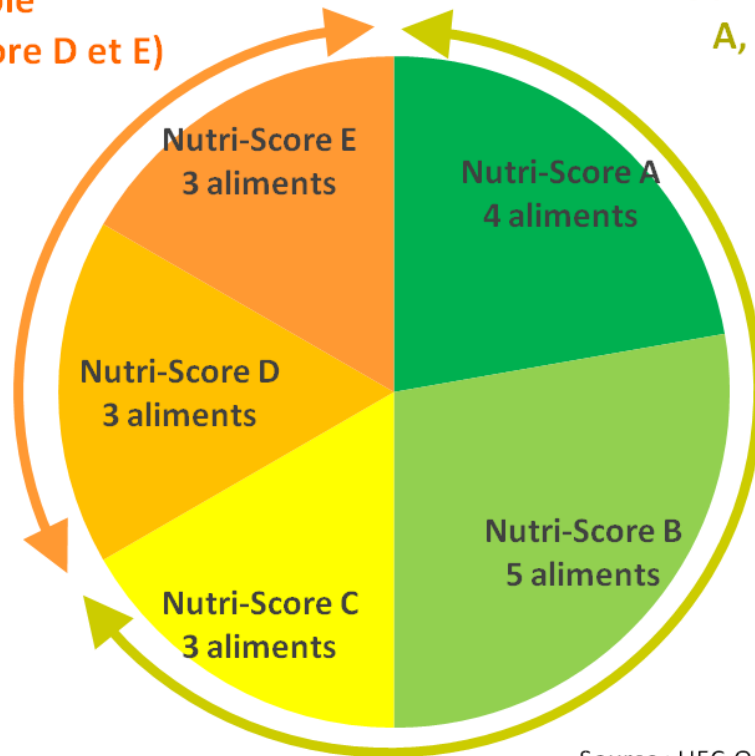 ore D et E)
A,
Nutri-Score E
3 aliments
Nutri-Score A
4 aliments
Nutri-Score D
3 aliments
Nutri-Score B
5 aliments
Nutri-Score C
3 aliments